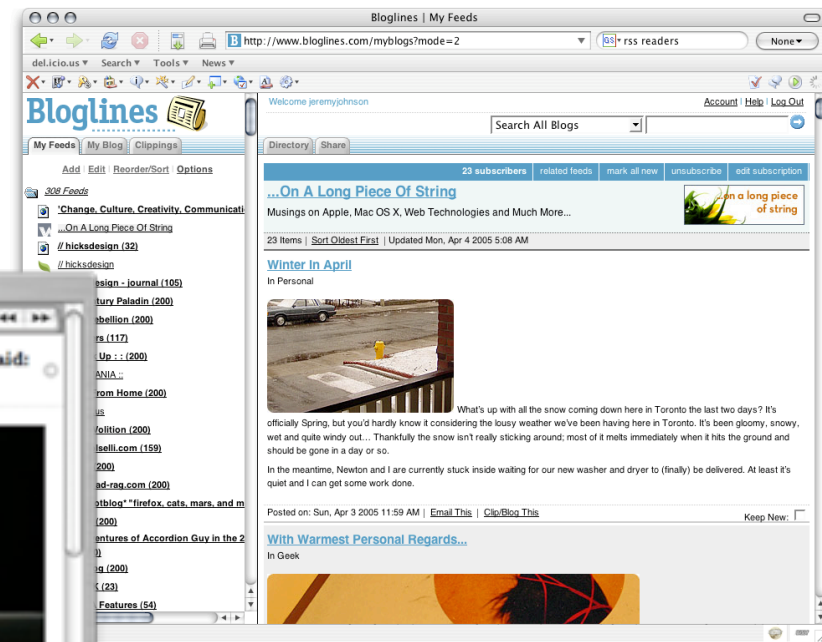 Bloglines | My Feeds
http://www.bloglines.com/myblogs?mode=2
GS rss readers
None
del.icio.us Search Tools News
Bloglines
My Feeds My Blog Clippings
Add | Edit | Reorder/Sort | Options
308 Feeds
'Change, Culture, Creativity, Communicati
...On A Long Piece Of String
// hicksdesign (32)
// hicksdesign
esign - journal (105)
tury Paladin (200)
ebellion (200)
rs (117)
Up : : (200)
ANIA ::
rom Home (200)
us
Volition (200)
lselli.com (159)
200)
ad-rag.com (200)
otblog* "firefox, cats, mars, and m
(200)
entures of Accordion Guy in the 2
og (200)
(23)
Features (54)
aid:
Welcome jeremyjohnson
Account | Help | Log Out
Search All Blogs
Directory Share
23 subscribers related feeds mark all new unsubscribe edit subscription
...On A Long Piece Of String
Musings on Apple, Mac OS X, Web Technologies and Much More...
...on a long piece
of string
23 Items | Sort Oldest First | Updated Mon, Apr 4 2005 5:08 AM
Winter In April
In Personal
What's up with all the snow coming down here in Toronto the last two days? It's
officially Spring, but you'd hardly know it considering the lousy weather we've been having here in Toronto. It's been gloomy, snowy,
wet and quite windy out... Thankfully the snow isn't really sticking around; most of it melts immediately when it hits the ground and
should be gone in a day or so.
In the meantime, Newton and I are currently stuck inside waiting for our new washer and dryer to (finally) be delivered. At least it's
quiet and I can get some work done.
Posted on: Sun, Apr 3 2005 11:59 AM | Email This | Clip/Blog This
Keep New:
With Warmest Personal Regards...
In Geek